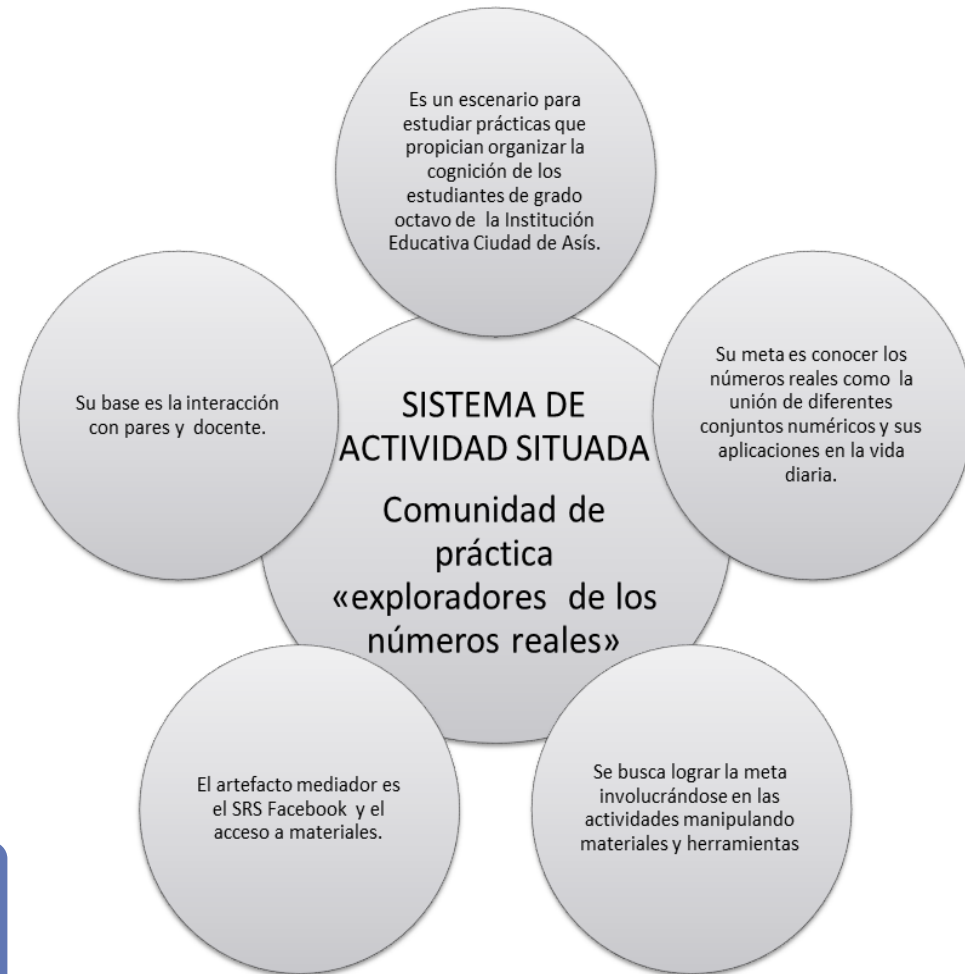 Es un escenario para
estudiar prácticas que
propician organizar la
cognición de los
estudiantes de grado
octavo de la Institución
Educativa Ciudad de Asís.
Su base es la interacción
con pares y docente.
SISTEMA DE
ACTIVIDAD SITUADA
Comunidad de
práctica
«exploradores de los
números reales»
Su meta es conocer los
números reales como la
unión de diferentes
conjuntos numéricos y sus
aplicaciones en la vida
diaria.
El artefacto mediador es
el SRS Facebook y el
acceso a materiales.
Se busca lograr la meta
involucrándose en las
actividades manipulando
materiales y herramientas